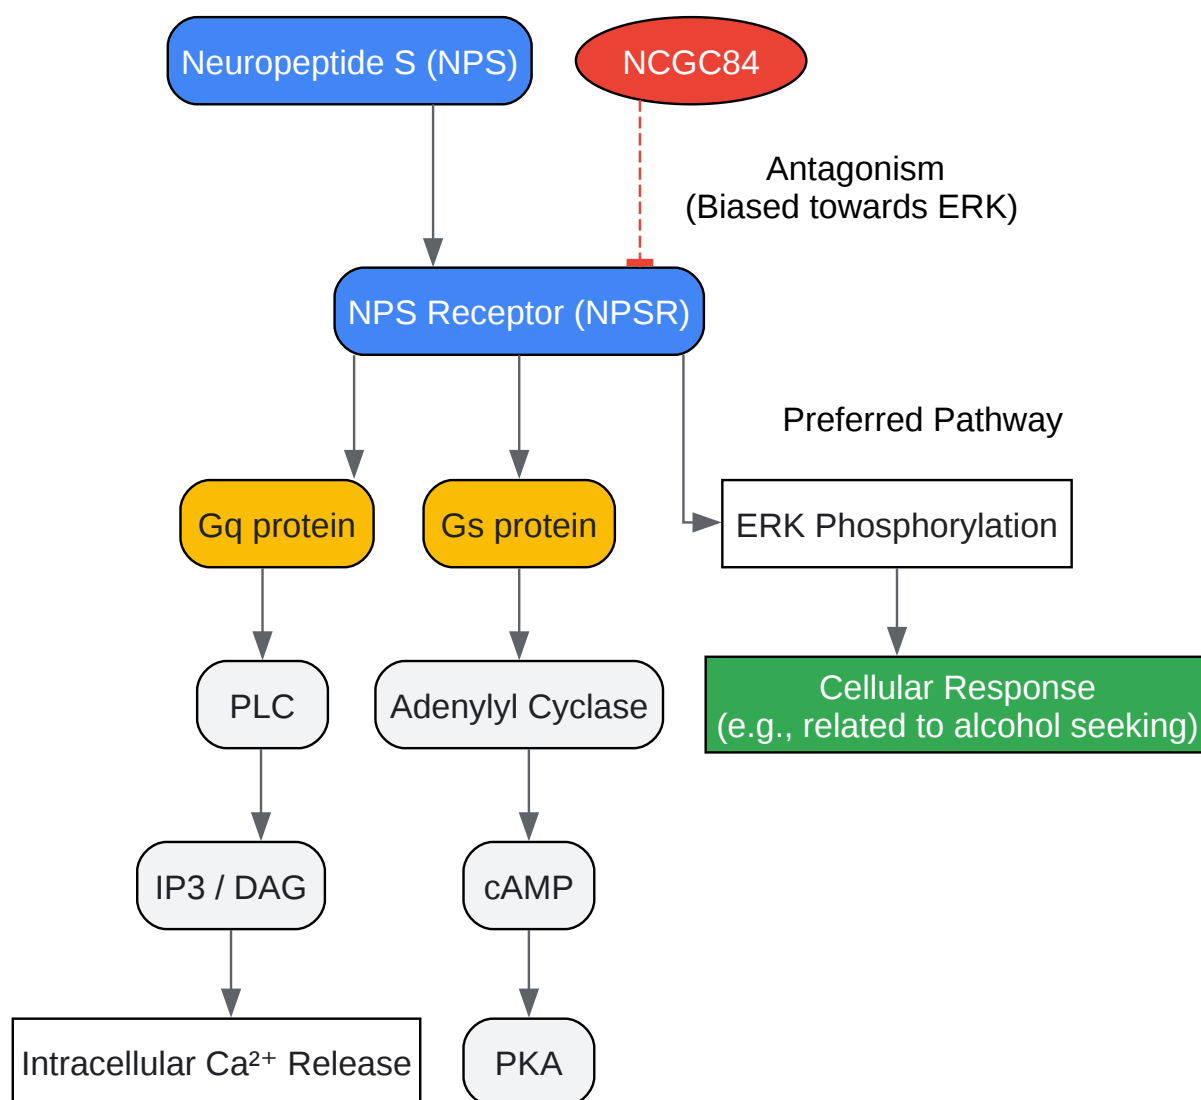 Neuropeptide S (NPS)
NCGC84
Antagonism
(Biased towards ERK)
NPS Receptor (NPSR)
Preferred Pathway
Gq protein
Gs protein
ERK Phosphorylation
PLC
Adenylyl Cyclase
Cellular Response
(e.g., related to alcohol seeking)
IP3 / DAG
cAMP
Intracellular Ca²⁺ Release
PKA